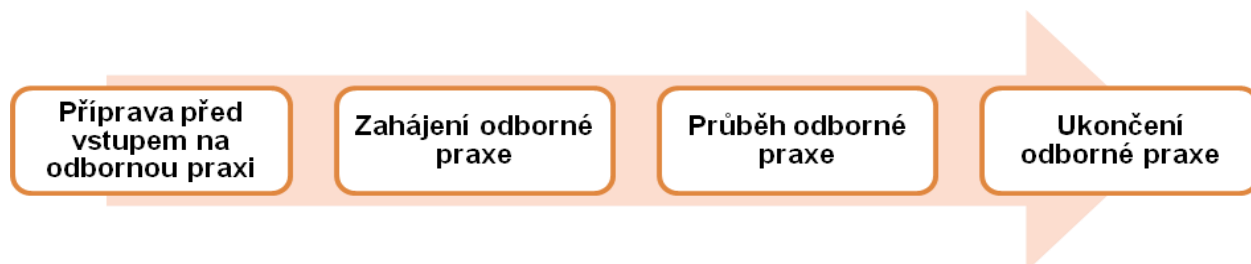 Příprava před
vstupem na
odbornou praxi
Zahájení odborné
praxe
Průběh odborné
praxe
Ukončení
odborné praxe